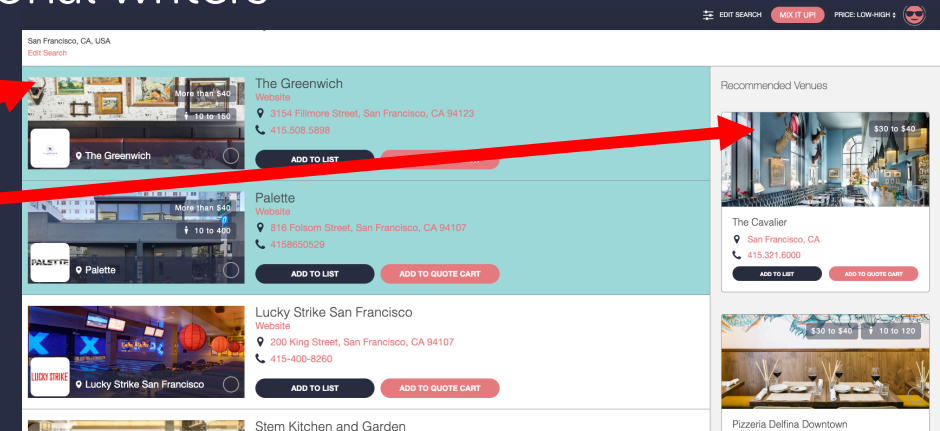 EDIT SEARCH
MIX IT UP!
PRICE: LOW-HIGH
San Francisco, CA, USA
Edit Search
More than $40
10 to 150
The Greenwich
The Greenwich
Website
3154 Fillmore Street, San Francisco, CA 94123
415.508.5898
ADD TO LIST
More than $40
10 to 400
PALETTE
Palette
Palette
Website
816 Folsom Street, San Francisco, CA 94107
4158650529
ADD TO LIST
ADD TO QUOTE CART
LUCKY STRIKE
Lucky Strike San Francisco
Lucky Strike San Francisco
Website
200 King Street, San Francisco, CA 94107
415-400-8260
ADD TO LIST
ADD TO QUOTE CART
Stem Kitchen and Garden
Recommended Venues
$30 to $40
The Cavalier
San Francisco, CA
415.321.6000
ADD TO LIST
ADD TO QUOTE CART
$30 to $40
10 to 120
Pizzeria Delfina Downtown